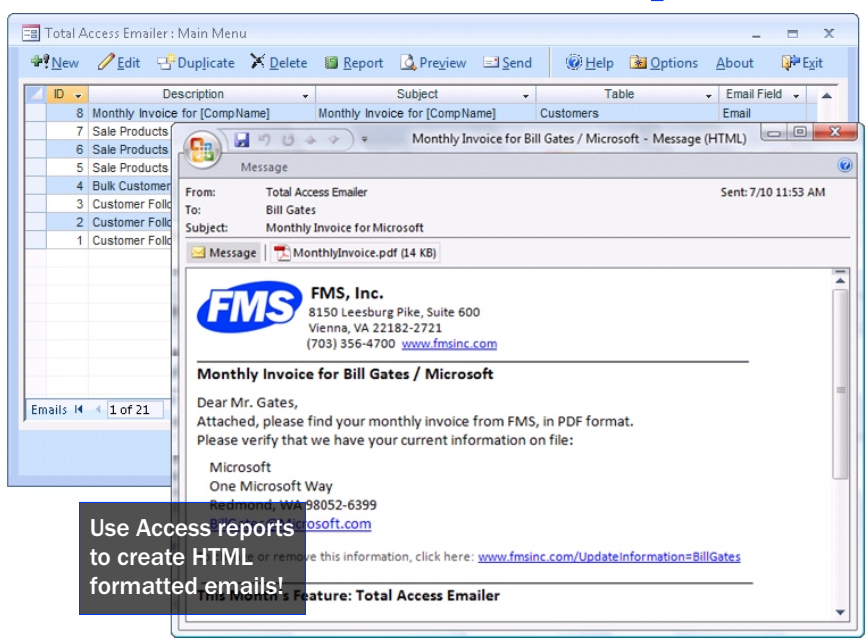 Total Access Emailer : Main Menu
New Edit Duplicate Delete Report Preview Send Help Options About Exit
ID Description Subject Table Email Field
8 Monthly Invoice for [CompName] Monthly Invoice for [CompName] Customers Email
7 Sale Products
6 Sale Products
5 Sale Products
4 Bulk Customer
3 Customer Follo
2 Customer Follo
1 Customer Follo
Emails 1 of 21
Monthly Invoice for Bill Gates / Microsoft - Message (HTML)
Message
From: Total Access Emailer Sent: 7/10 11:53 AM
To: Bill Gates
Subject: Monthly Invoice for Microsoft
Message MonthlyInvoice.pdf (14 KB)
FMS
FMS, Inc.
8150 Leesburg Pike, Suite 600
Vienna, VA 22182-2721
(703) 356-4700 www.fmsinc.com
Monthly Invoice for Bill Gates / Microsoft
Dear Mr. Gates,
Attached, please find your monthly invoice from FMS, in PDF format.
Please verify that we have your current information on file:
Microsoft
One Microsoft Way
Redmond, WA 98052-6399
BillGates@Microsoft.com
or remove this information, click here: www.fmsinc.com/UpdateInformation=BillGates
This Month's Feature: Total Access Emailer
Use Access reports
to create HTML
formatted emails!